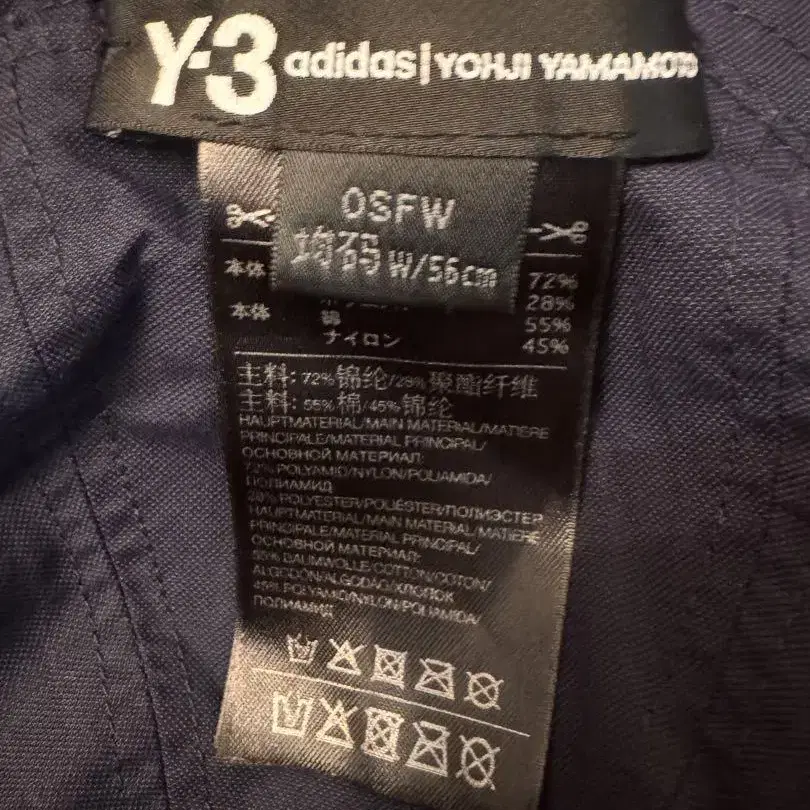 Y-3 adidas | YOHJI YAMAMOTO
OSFW
均码 W/56cm
本体 72%
28%
本体 綿 55%
ナイロン 45%
主料: 72%锦纶/28%聚酯纤维
主料: 55%棉/45%锦纶
HAUPTMATERIAL/MAIN MATERIAL/MATIERE
PRINCIPALE/MATERIAL PRINCIPAL/
ОСНОВНОЙ МАТЕРИАЛ:
72% POLYAMID/NYLON/POLIAMIDA/
ПОЛИАМИД
28% POLYESTER/POLIÉSTER/ПОЛИЭСТЕР
HAUPTMATERIAL/MAIN MATERIAL/MATIERE
PRINCIPALE/MATERIAL PRINCIPAL/
ОСНОВНОЙ МАТЕРИАЛ:
55% BAUMWOLLE/COTTON/COTON/
ALGODON/ALGODAO/ХЛОПОК
45% POLYAMID/NYLON/POLIAMIDA/
ПОЛИАМИД